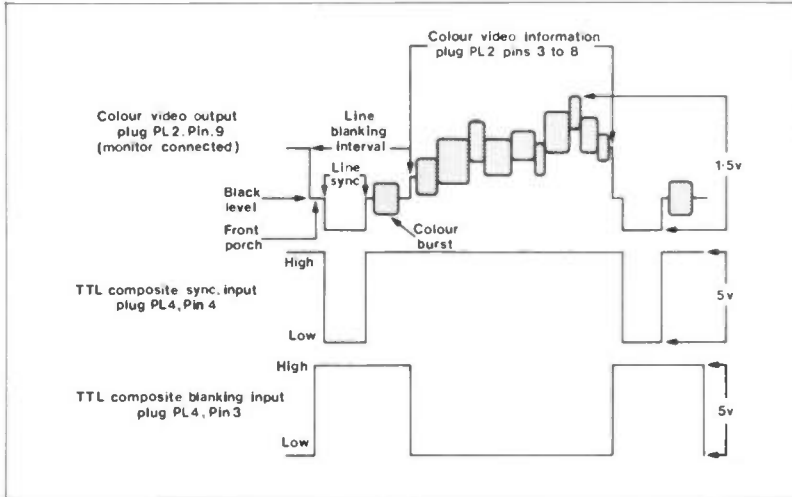 Colour video information
plug PL2 pins 3 to 8
Colour video output
plug PL2. Pin. 9
(monitor connected)
Line
blanking
interval
Line
sync
1·5v
Black
level
Front
porch
Colour
burst
High
TTL composite sync. input
plug PL4, Pin 4
5v
Low
High
TTL composite blanking input
plug PL4, Pin 3
5v
Low